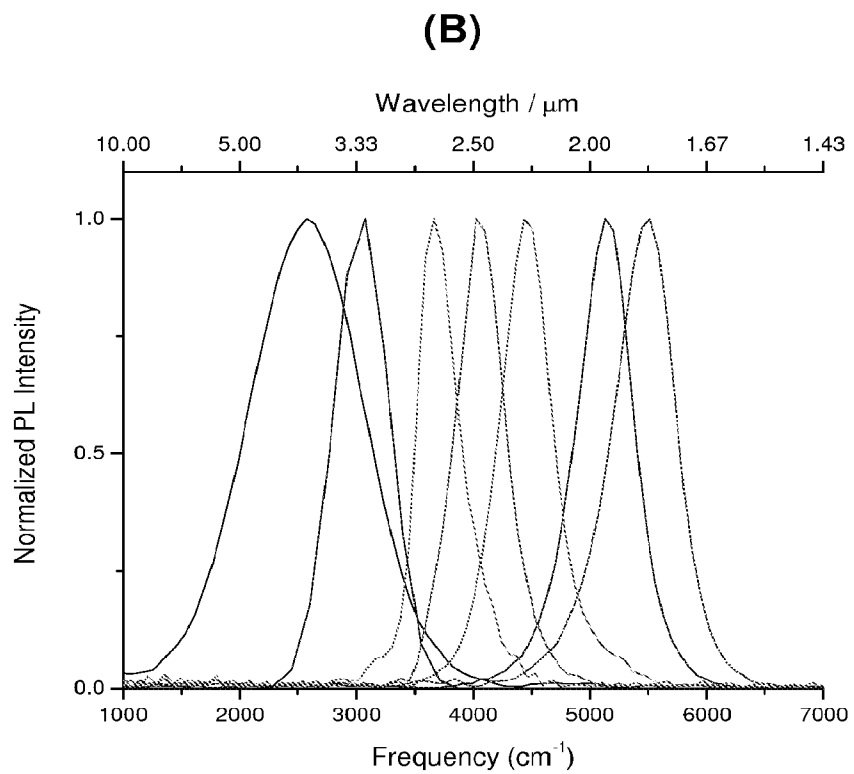 (B)
Wavelength / μm
10.00 5.00 3.33 2.50 2.00 1.67 1.43
1.0
0.5
0.0
Normalized PL Intensity
1000 2000 3000 4000 5000 6000 7000
Frequency (cm⁻¹)